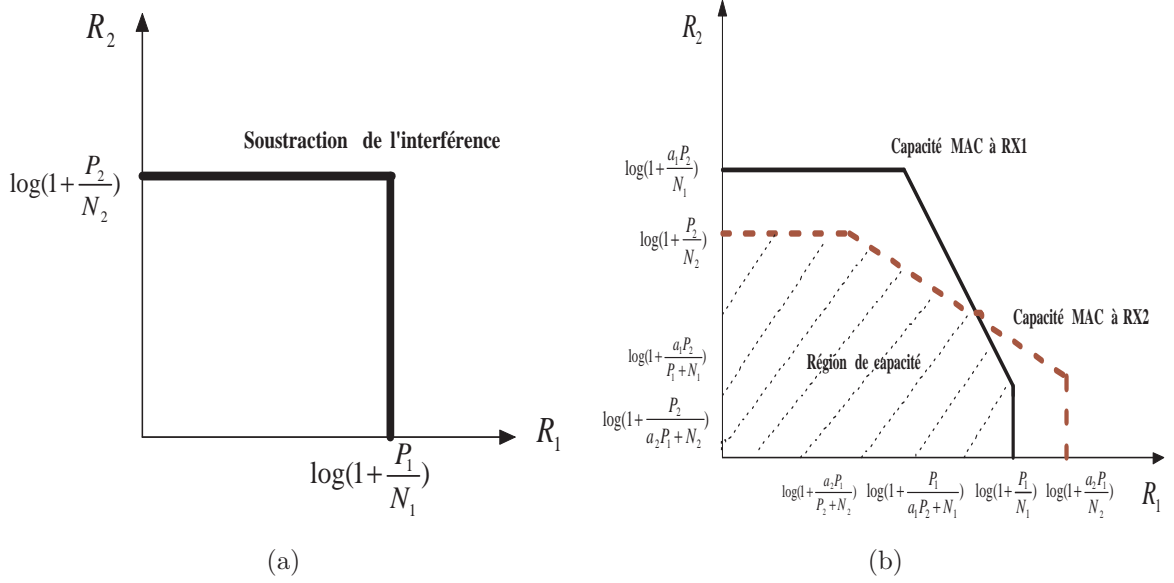 R₂
Soustraction de l'interférence
log(1+P₂/N₂)
R₁
log(1+P₁/N₁)
(a)
R₂
Capacité MAC à RX1
log(1+a₁P₂/N₁)
log(1+P₂/N₂)
Capacité MAC à RX2
log(1+a₁P₂/(P₁+N₁))
Région de capacité
log(1+P₂/(a₂P₁+N₂))
log(1+a₂P₁/(P₂+N₂)) log(1+P₁/(a₁P₂+N₁)) log(1+P₁/N₁) log(1+a₂P₁/N₂)
R₁
(b)